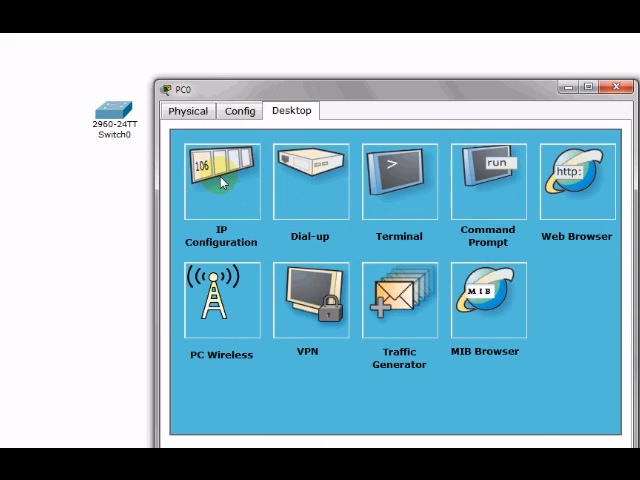 PC0
Physical
Config
Desktop
2960-24TT
Switch0
106
>
run
http:
IP
Configuration
Dial-up
Terminal
Command
Prompt
Web Browser
MIB
PC Wireless
VPN
Traffic
Generator
MIB Browser